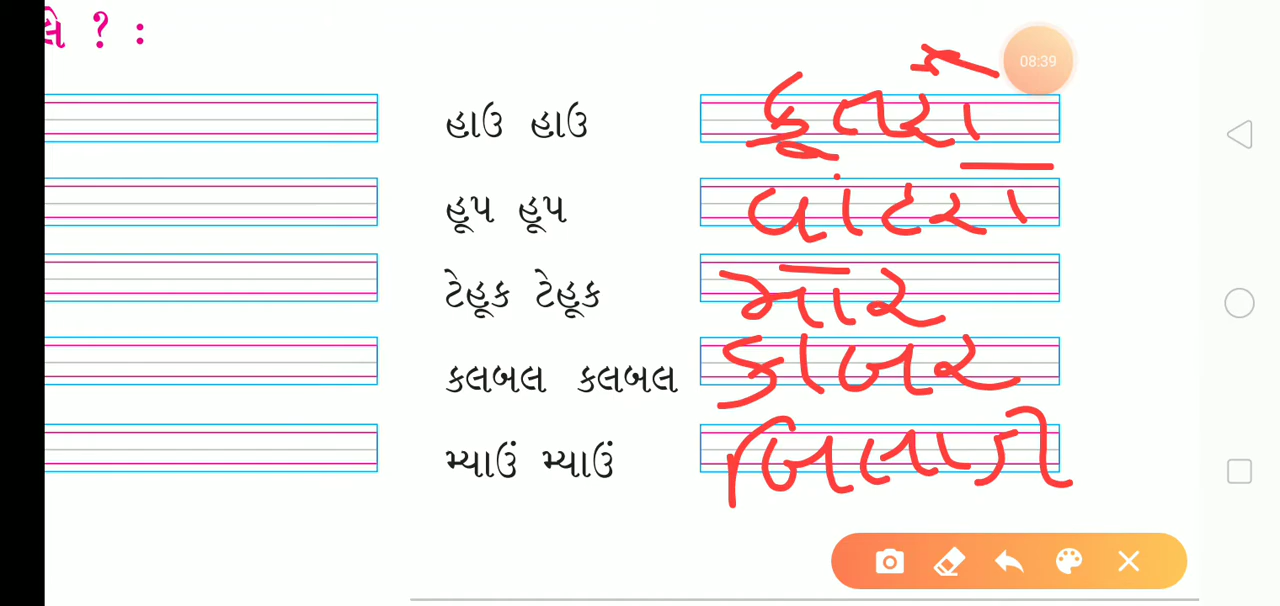 લે ? :
08:39
હાઉ હાઉ કુતરો
હૂપ હૂપ વાંદરો
ટેહૂક ટેહૂક મોર
કલબલ કલબલ કાબર
મ્યાઉં મ્યાઉં બિલાડી